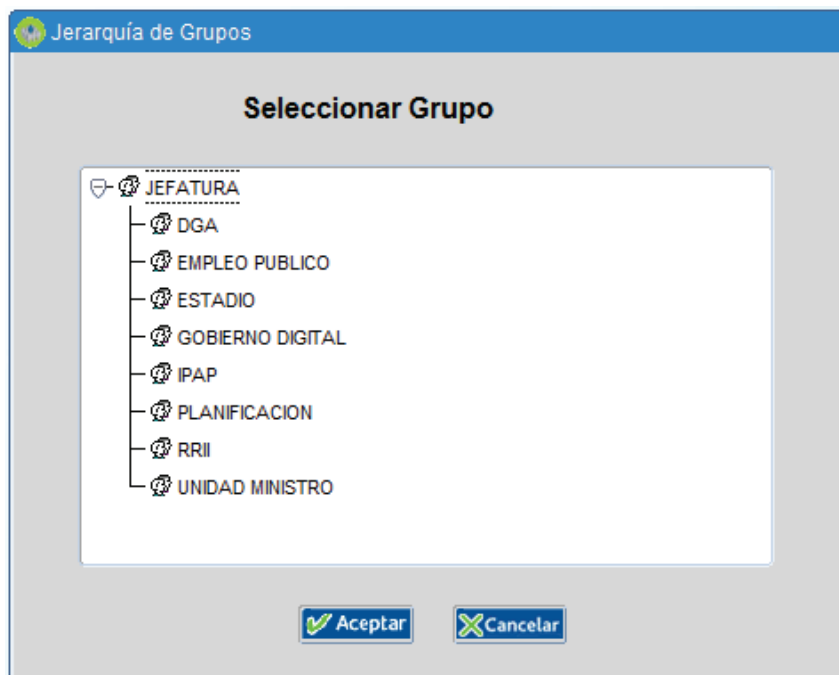 Jerarquía de Grupos
Seleccionar Grupo
JEFATURA
DGA
EMPLEO PUBLICO
ESTADIO
GOBIERNO DIGITAL
IPAP
PLANIFICACION
RRII
UNIDAD MINISTRO
Aceptar
Cancelar